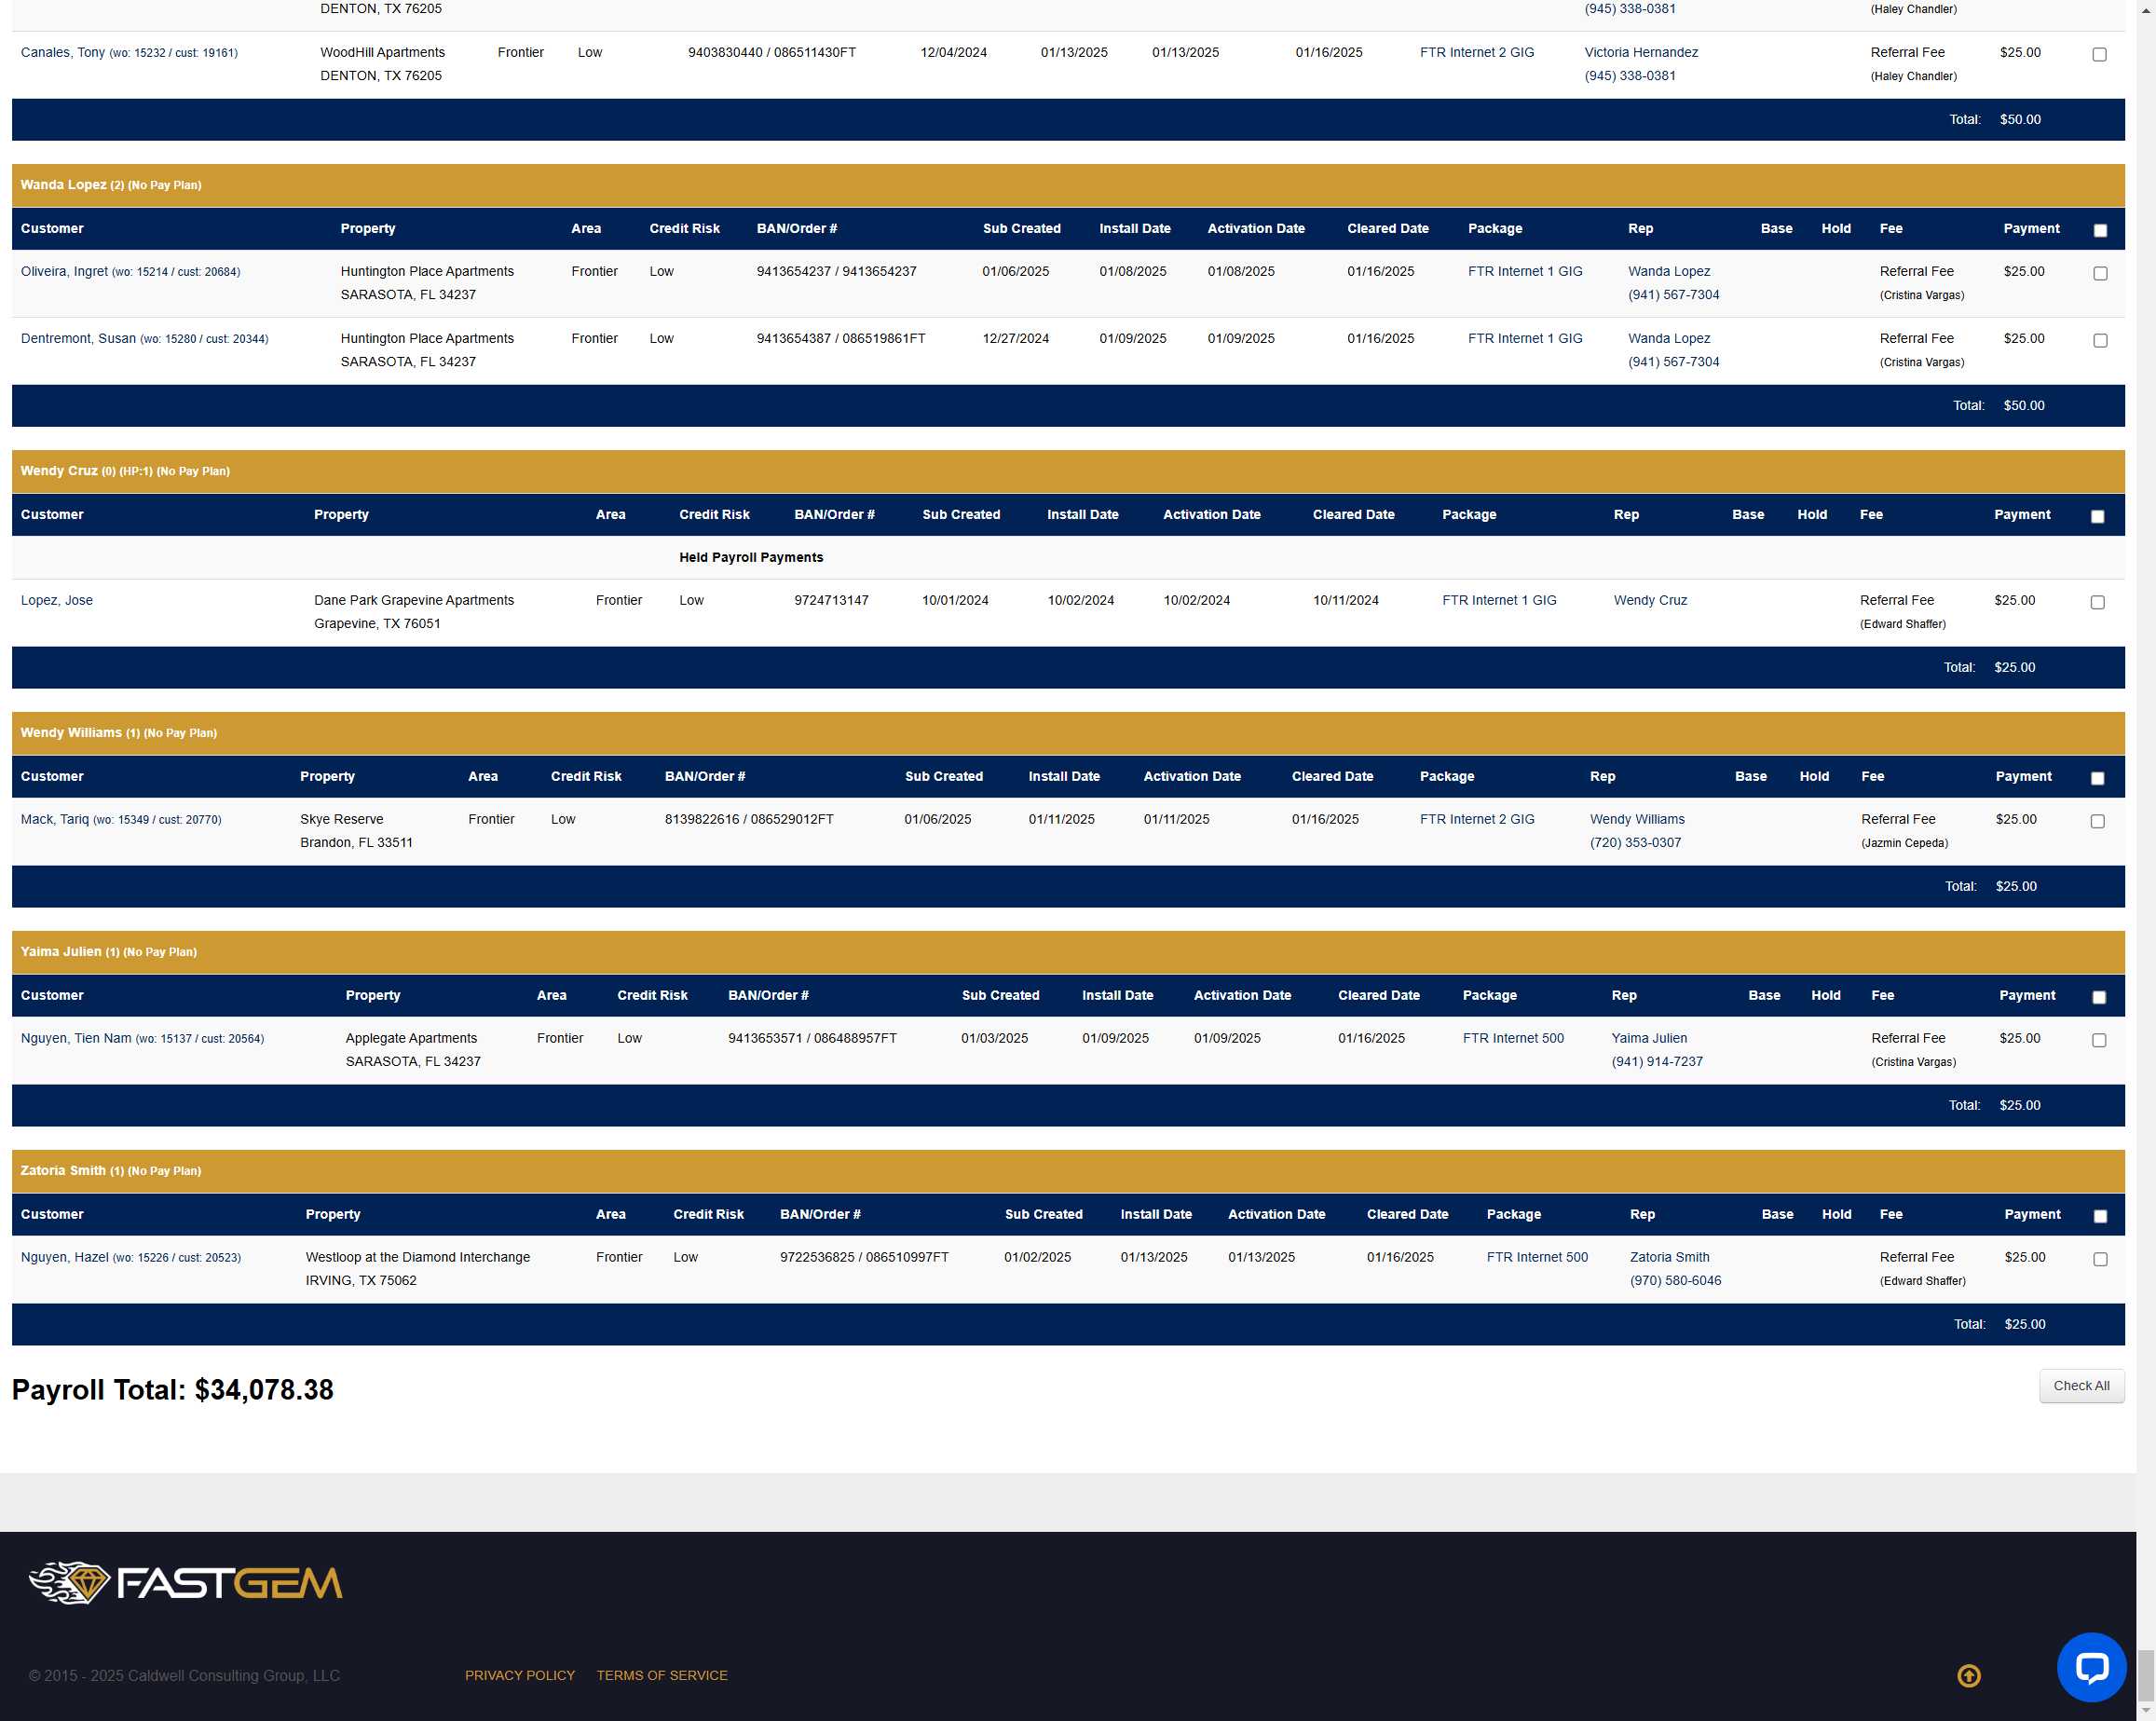 DENTON, TX 76205 (945) 338-0381 (Haley Chandler)
Canales, Tony (wo: 15232 / cust: 19161) WoodHill Apartments Frontier Low 9403830440 / 086511430FT 12/04/2024 01/13/2025 01/13/2025 01/16/2025 FTR Internet 2 GIG Victoria Hernandez Referral Fee $25.00
DENTON, TX 76205 (945) 338-0381 (Haley Chandler)
Total: $50.00
Wanda Lopez (2) (No Pay Plan)
Customer Property Area Credit Risk BAN/Order # Sub Created Install Date Activation Date Cleared Date Package Rep Base Hold Fee Payment
Oliveira, Ingret (wo: 15214 / cust: 20684) Huntington Place Apartments Frontier Low 9413654237 / 9413654237 01/06/2025 01/08/2025 01/08/2025 01/16/2025 FTR Internet 1 GIG Wanda Lopez Referral Fee $25.00
SARASOTA, FL 34237 (941) 567-7304 (Cristina Vargas)
Dentremont, Susan (wo: 15280 / cust: 20344) Huntington Place Apartments Frontier Low 9413654387 / 086519861FT 12/27/2024 01/09/2025 01/09/2025 01/16/2025 FTR Internet 1 GIG Wanda Lopez Referral Fee $25.00
SARASOTA, FL 34237 (941) 567-7304 (Cristina Vargas)
Total: $50.00
Wendy Cruz (0) (HP:1) (No Pay Plan)
Customer Property Area Credit Risk BAN/Order # Sub Created Install Date Activation Date Cleared Date Package Rep Base Hold Fee Payment
Held Payroll Payments
Lopez, Jose Dane Park Grapevine Apartments Frontier Low 9724713147 10/01/2024 10/02/2024 10/02/2024 10/11/2024 FTR Internet 1 GIG Wendy Cruz Referral Fee $25.00
Grapevine, TX 76051 (Edward Shaffer)
Total: $25.00
Wendy Williams (1) (No Pay Plan)
Customer Property Area Credit Risk BAN/Order # Sub Created Install Date Activation Date Cleared Date Package Rep Base Hold Fee Payment
Mack, Tariq (wo: 15349 / cust: 20770) Skye Reserve Frontier Low 8139822616 / 086529012FT 01/06/2025 01/11/2025 01/11/2025 01/16/2025 FTR Internet 2 GIG Wendy Williams Referral Fee $25.00
Brandon, FL 33511 (720) 353-0307 (Jazmin Cepeda)
Total: $25.00
Yaima Julien (1) (No Pay Plan)
Customer Property Area Credit Risk BAN/Order # Sub Created Install Date Activation Date Cleared Date Package Rep Base Hold Fee Payment
Nguyen, Tien Nam (wo: 15137 / cust: 20564) Applegate Apartments Frontier Low 9413653571 / 086488957FT 01/03/2025 01/09/2025 01/09/2025 01/16/2025 FTR Internet 500 Yaima Julien Referral Fee $25.00
SARASOTA, FL 34237 (941) 914-7237 (Cristina Vargas)
Total: $25.00
Zatoria Smith (1) (No Pay Plan)
Customer Property Area Credit Risk BAN/Order # Sub Created Install Date Activation Date Cleared Date Package Rep Base Hold Fee Payment
Nguyen, Hazel (wo: 15226 / cust: 20523) Westloop at the Diamond Interchange Frontier Low 9722536825 / 086510997FT 01/02/2025 01/13/2025 01/13/2025 01/16/2025 FTR Internet 500 Zatoria Smith Referral Fee $25.00
IRVING, TX 75062 (970) 580-6046 (Edward Shaffer)
Total: $25.00
Payroll Total: $34,078.38 Check All
FASTGEM
© 2015 - 2025 Caldwell Consulting Group, LLC PRIVACY POLICY TERMS OF SERVICE